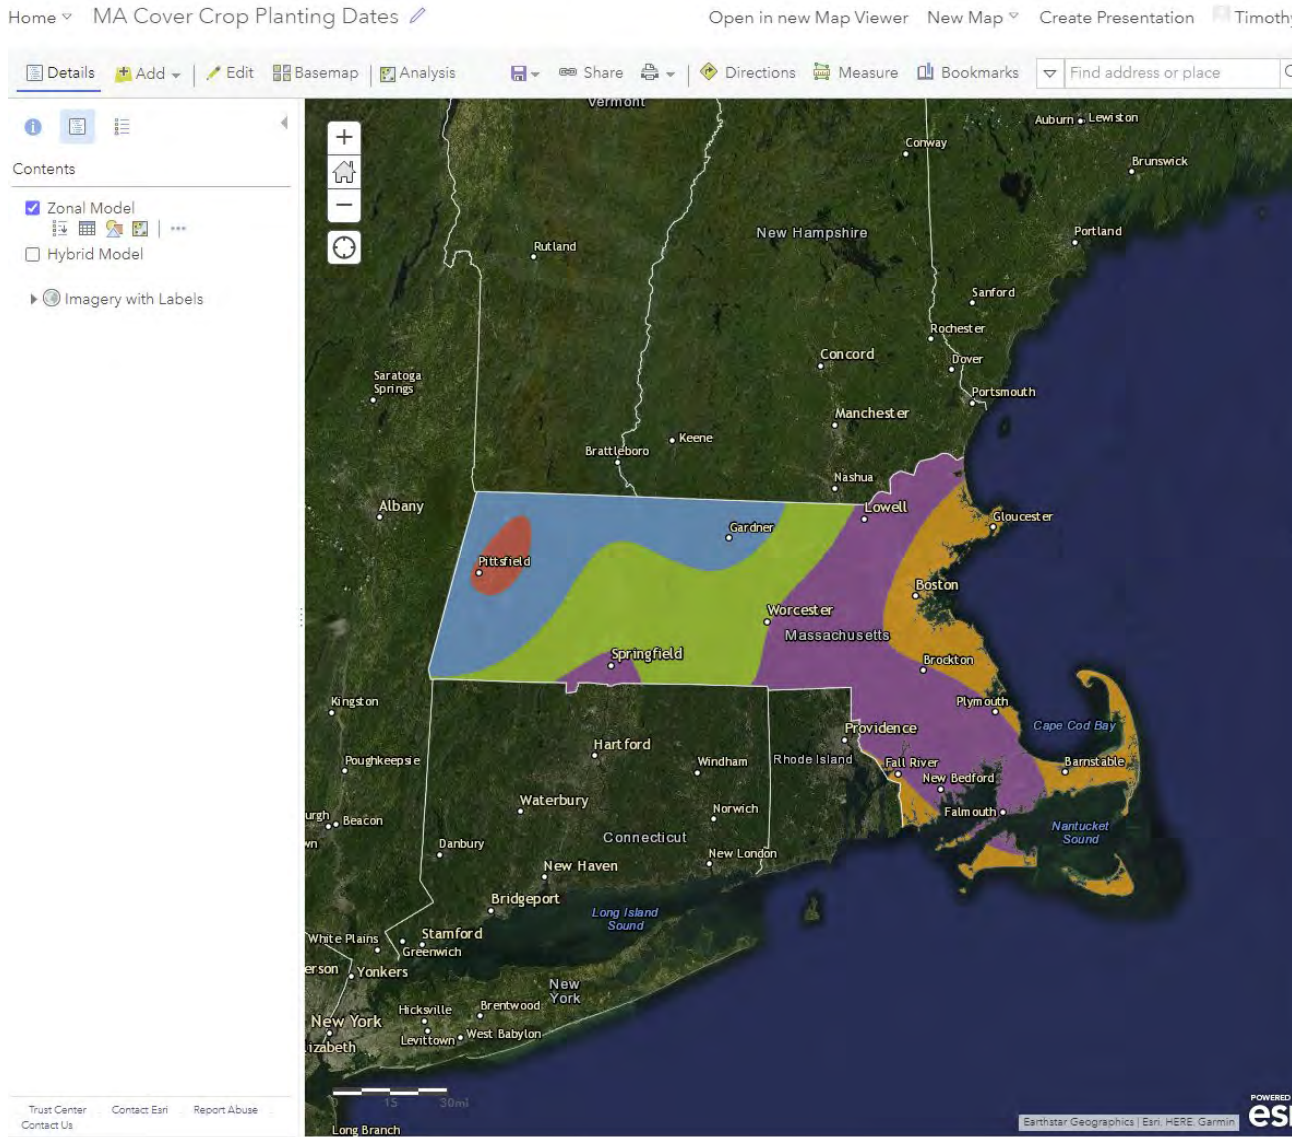 Home MA Cover Crop Planting Dates Open in new Map Viewer New Map Create Presentation Timothy
Details Add Edit Basemap Analysis Share Directions Measure Bookmarks Find address or place
Contents
Zonal Model
Hybrid Model
Imagery with Labels
Vermont
Auburn Lewiston
Conway
Brunswick
New Hampshire
Portland
Rutland
Sanford
Rochester
Concord
Dover
Saratoga
Springs
Portsmouth
Manchester
Keene
Brattleboro
Nashua
Albany
Lowell
Gloucester
Gardner
Pittsfield
Boston
Worcester
Massachusetts
Springfield
Brockton
Kingston
Plymouth
Cape Cod Bay
Providence
Hartford
Poughkeepsie
Windham
Rhode Island
Fall River
Barnstable
New Bedford
Waterbury
Norwich
Falmouth
urgh Beacon
Nantucket
Sound
wn
Danbury
Connecticut
New London
New Haven
Bridgeport
Long Island
Sound
Stamford
White Plains
Greenwich
erson Yonkers
New
York
Hicksville
Brentwood
New York
Levittown West Babylon
lizabeth
15 30mi
Long Branch
Trust Center Contact Esri Report Abuse
Contact Us
POWERED
esri
Earthstar Geographics | Esri, HERE, Garmin